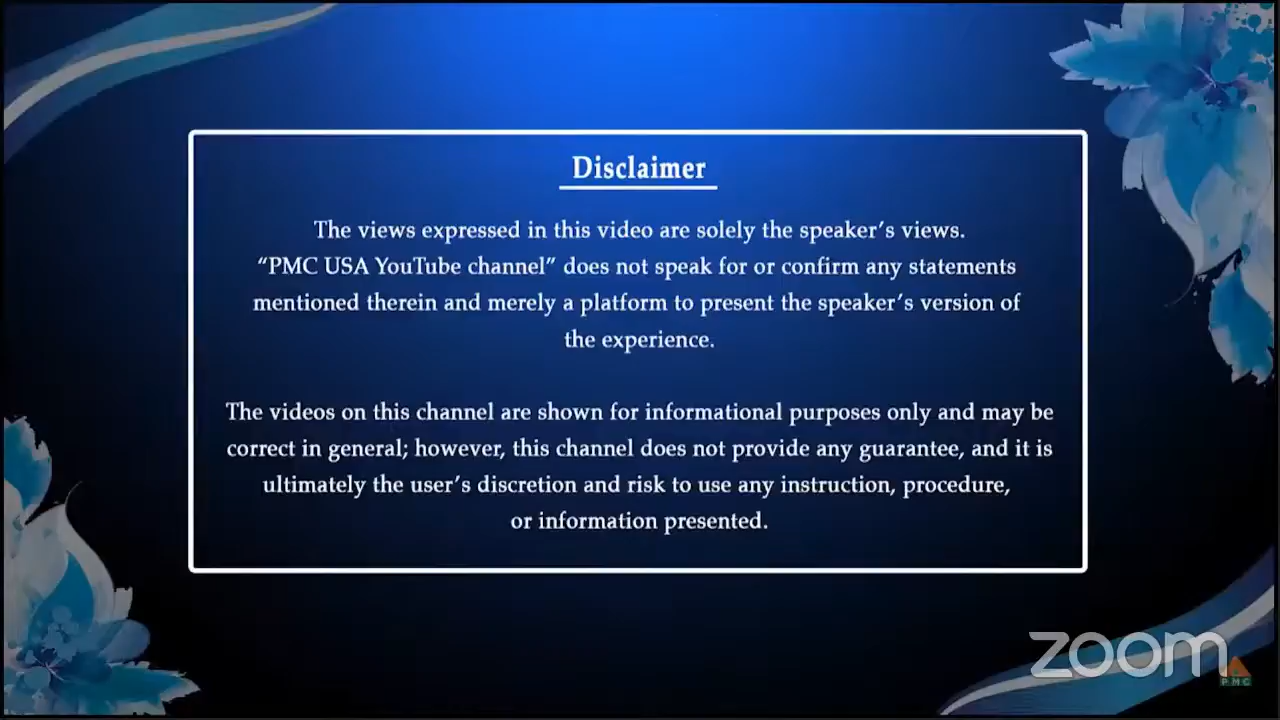 Disclaimer
The views expressed in this video are solely the speaker's views.
“PMC USA YouTube channel” does not speak for or confirm any statements
mentioned therein and merely a platform to present the speaker's version of
the experience.
The videos on this channel are shown for informational purposes only and may be
correct in general; however, this channel does not provide any guarantee, and it is
ultimately the user's discretion and risk to use any instruction, procedure,
or information presented.
zoom
PMC